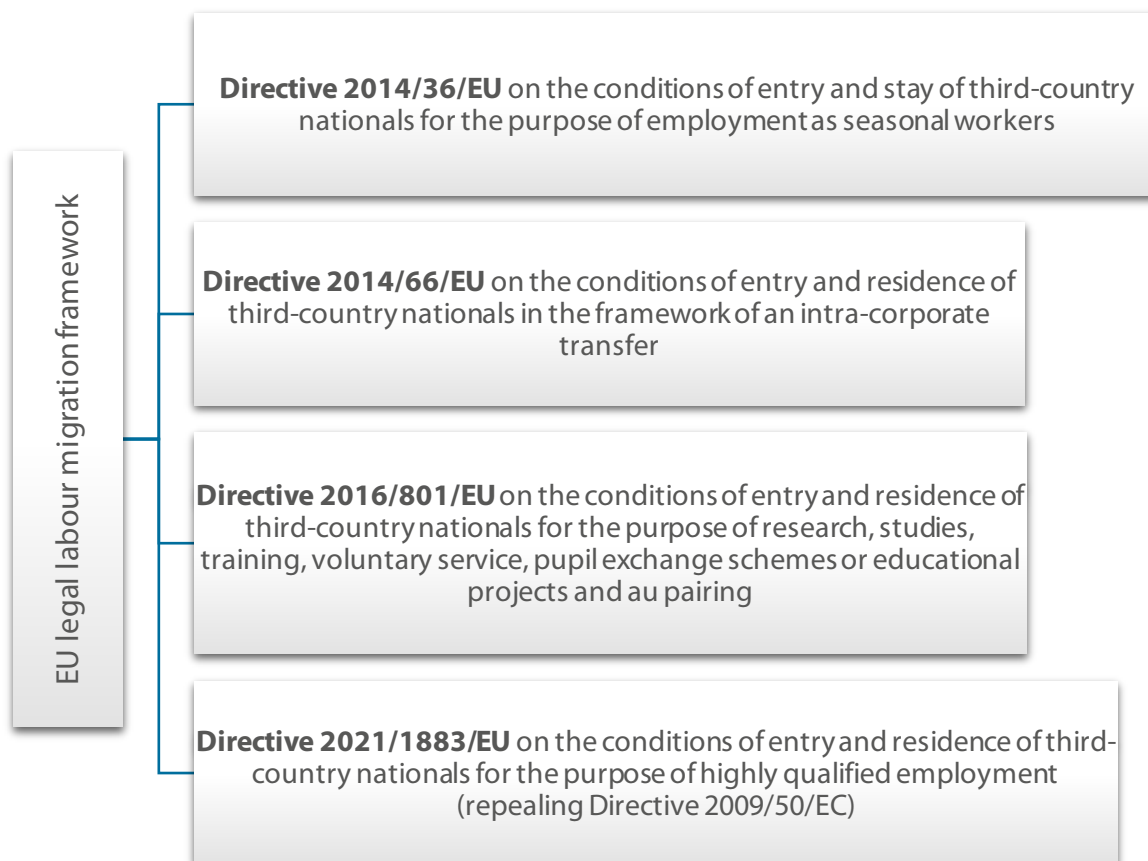 EU legal labour migration framework
Directive 2014/36/EU on the conditions of entry and stay of third-country
nationals for the purpose of employment as seasonal workers
Directive 2014/66/EU on the conditions of entry and residence of
third-country nationals in the framework of an intra-corporate
transfer
Directive 2016/801/EU on the conditions of entry and residence of
third-country nationals for the purpose of research, studies,
training, voluntary service, pupil exchange schemes or educational
projects and au pairing
Directive 2021/1883/EU on the conditions of entry and residence of third-
country nationals for the purpose of highly qualified employment
(repealing Directive 2009/50/EC)